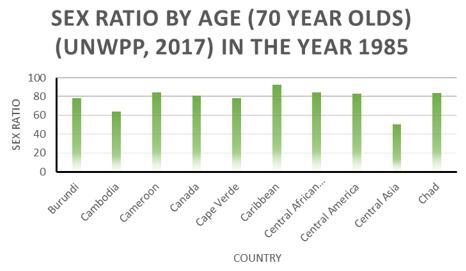 SEX RATIO BY AGE (70 YEAR OLDS)
(UNWPP, 2017) IN THE YEAR 1985
SEX RATIO
100
80
60
40
20
0
Burundi
Cambodia
Cameroon
Canada
Cape Verde
Caribbean
Central African...
Central America
Central Asia
Chad
COUNTRY